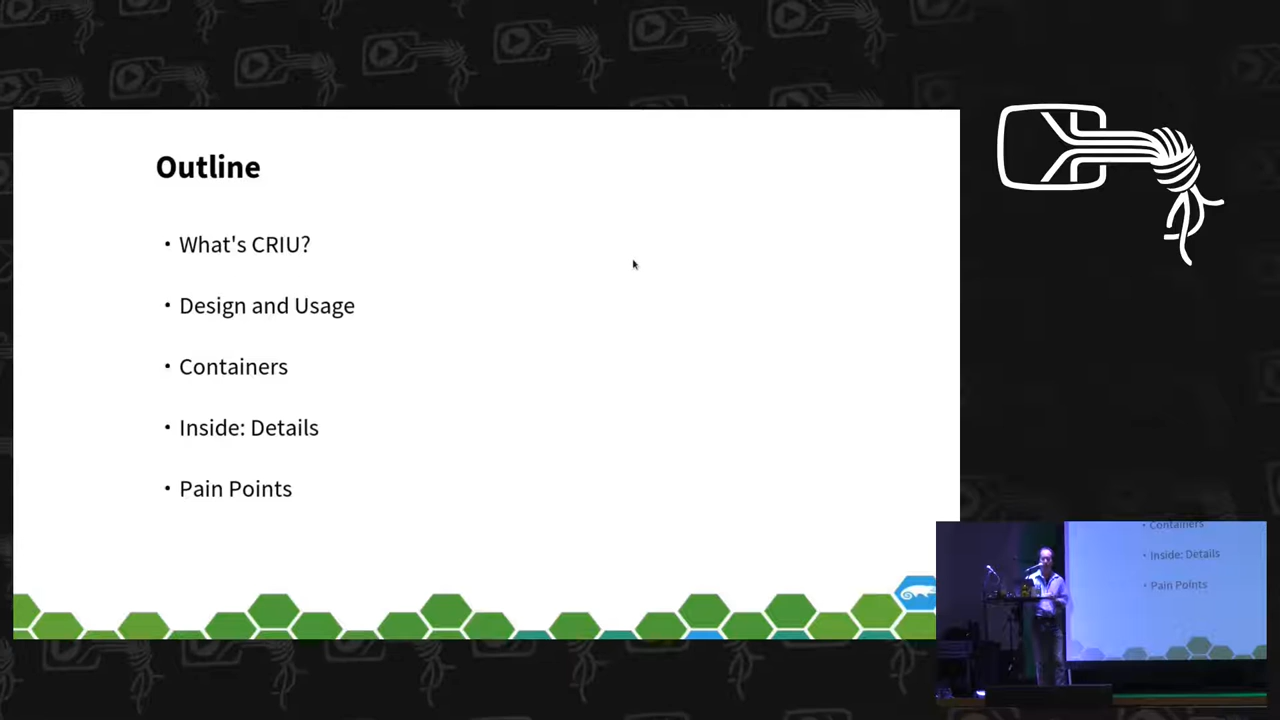 Outline
• What's CRIU?
• Design and Usage
• Containers
• Inside: Details
• Pain Points
• Containers
• Inside: Details
• Pain Points